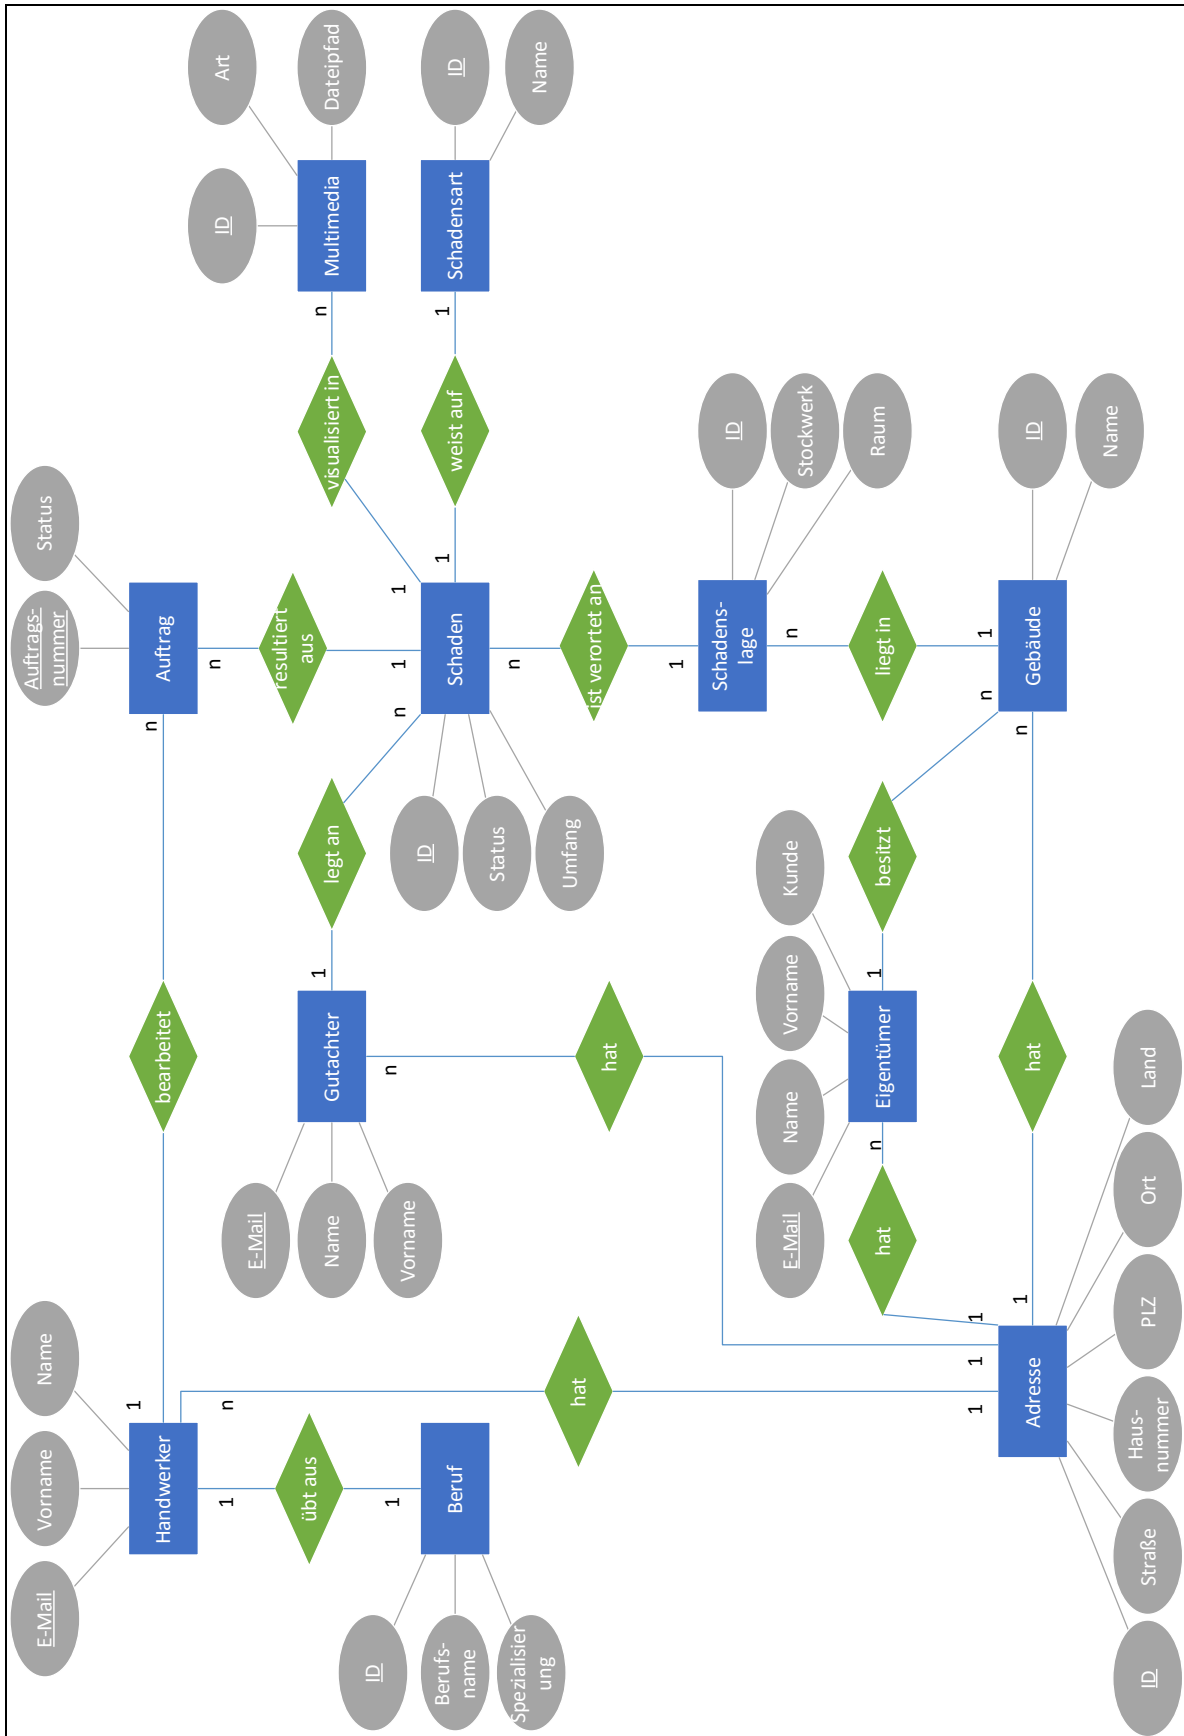 E-Mail
Vorname
Name
Auftrags-
nummer
Status
1
n
Handwerker
bearbeitet
Auftrag
1
n
n
ID
Art
E-Mail
übt aus
resultiert
aus
1
n
Name
Gutachter
legt an
visualisiert in
Multimedia
Dateipfad
ID
1
n
Vorname
n
1
1
ID
1
1
Berufs-
name
Beruf
Status
Schaden
weist auf
Schadensart
ID
Spezialisier
ung
Umfang
n
Name
hat
hat
ist verortet an
1
ID
Schadens-
lage
E-Mail
Name
Vorname
Kunde
n
Stockwerk
n
1
hat
Eigentümer
besitzt
liegt in
Raum
1
1
1
n
1
1
n
ID
Adresse
hat
Gebäude
Name
ID
Straße
Haus-
nummer
PLZ
Ort
Land